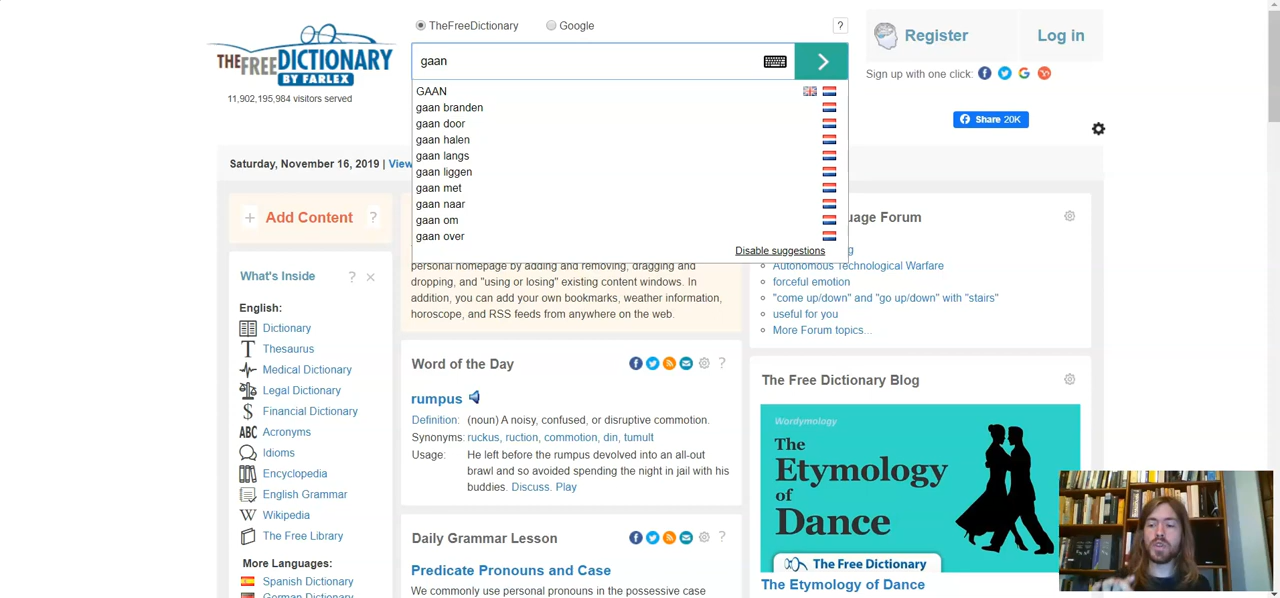 TheFreeDictionary
Google
?
THE FREE DICTIONARY
BY FARLEX
11,902,195,984 visitors served
gaan
Register
Log in
Sign up with one click:
Share 20K
GAAN
gaan branden
gaan door
gaan halen
gaan langs
gaan liggen
gaan met
gaan naar
gaan om
gaan over
Disable suggestions
Saturday, November 16, 2019 | View
+ Add Content ?
What's Inside ?
English:
Dictionary
Thesaurus
Medical Dictionary
Legal Dictionary
$ Financial Dictionary
ABC Acronyms
Idioms
Encyclopedia
English Grammar
W Wikipedia
The Free Library
More Languages:
Spanish Dictionary
German Dictionary
personal homepage by adding and removing, dragging and
dropping, and "using or losing" existing content windows. In
addition, you can add your own bookmarks, weather information,
horoscope, and RSS feeds from anywhere on the web.
Word of the Day ?
rumpus
Definition: (noun) A noisy, confused, or disruptive commotion.
Synonyms: ruckus, ruction, commotion, din, tumult
Usage: He left before the rumpus devolved into an all-out
brawl and so avoided spending the night in jail with his
buddies. Discuss. Play
Daily Grammar Lesson ?
Predicate Pronouns and Case
We commonly use personal pronouns in the possessive case
uage Forum
g
Autonomous Technological Warfare
forceful emotion
"come up/down" and "go up/down" with "stairs"
useful for you
More Forum topics...
The Free Dictionary Blog
Wordymology
The
Etymology
of
Dance
The Free Dictionary
The Etymology of Dance